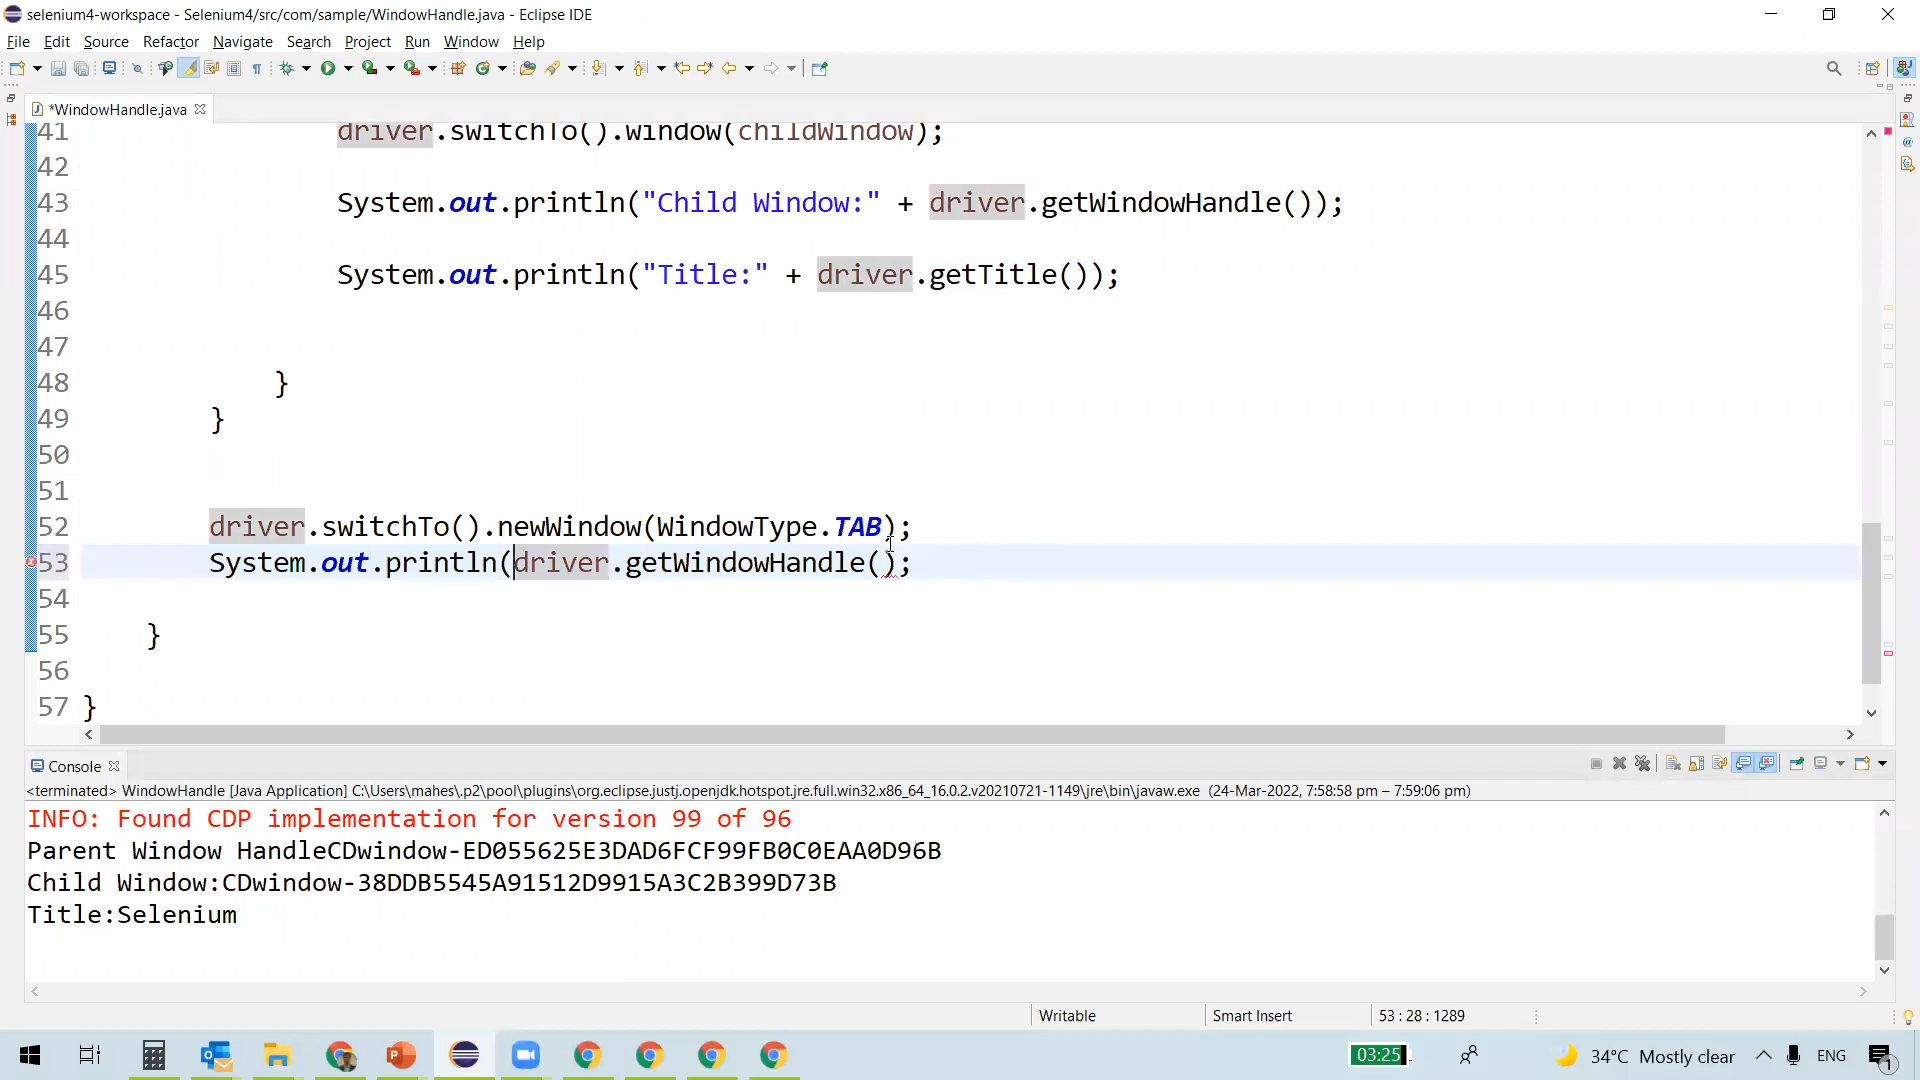 selenium4-workspace - Selenium4/src/com/sample/WindowHandle.java - Eclipse IDE
File Edit Source Refactor Navigate Search Project Run Window Help
*WindowHandle.java
41 driver.switchTo().window(childWindow);
42
43 System.out.println("Child Window:" + driver.getWindowHandle());
44
45 System.out.println("Title:" + driver.getTitle());
46
47
48 }
49 }
50
51
52 driver.switchTo().newWindow(WindowType.TAB);
53 System.out.println(driver.getWindowHandle();
54
55 }
56
57 }
Console
<terminated> WindowHandle [Java Application] C:\Users\mahes\.p2\pool\plugins\org.eclipse.justj.openjdk.hotspot.jre.full.win32.x86_64_16.0.2.v20210721-1149\jre\bin\javaw.exe (24-Mar-2022, 7:58:58 pm – 7:59:06 pm)
INFO: Found CDP implementation for version 99 of 96
Parent Window HandleCDwindow-ED055625E3DAD6FCF99FB0C0EAA0D96B
Child Window:CDwindow-38DDB5545A91512D9915A3C2B399D73B
Title:Selenium
Writable Smart Insert 53 : 28 : 1289
03:25 34°C Mostly clear ENG 1